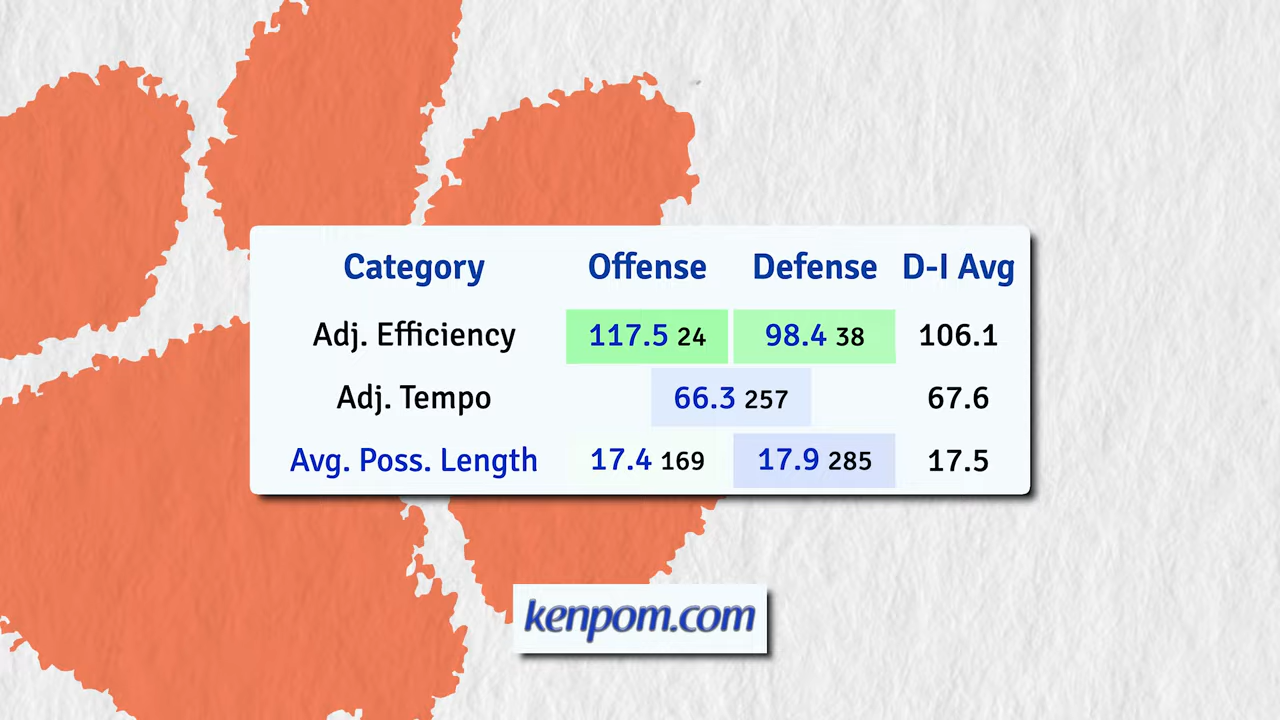 Category Offense Defense D-I Avg
Adj. Efficiency 117.5 24 98.4 38 106.1
Adj. Tempo 66.3 257 67.6
Avg. Poss. Length 17.4 169 17.9 285 17.5
kenpom.com